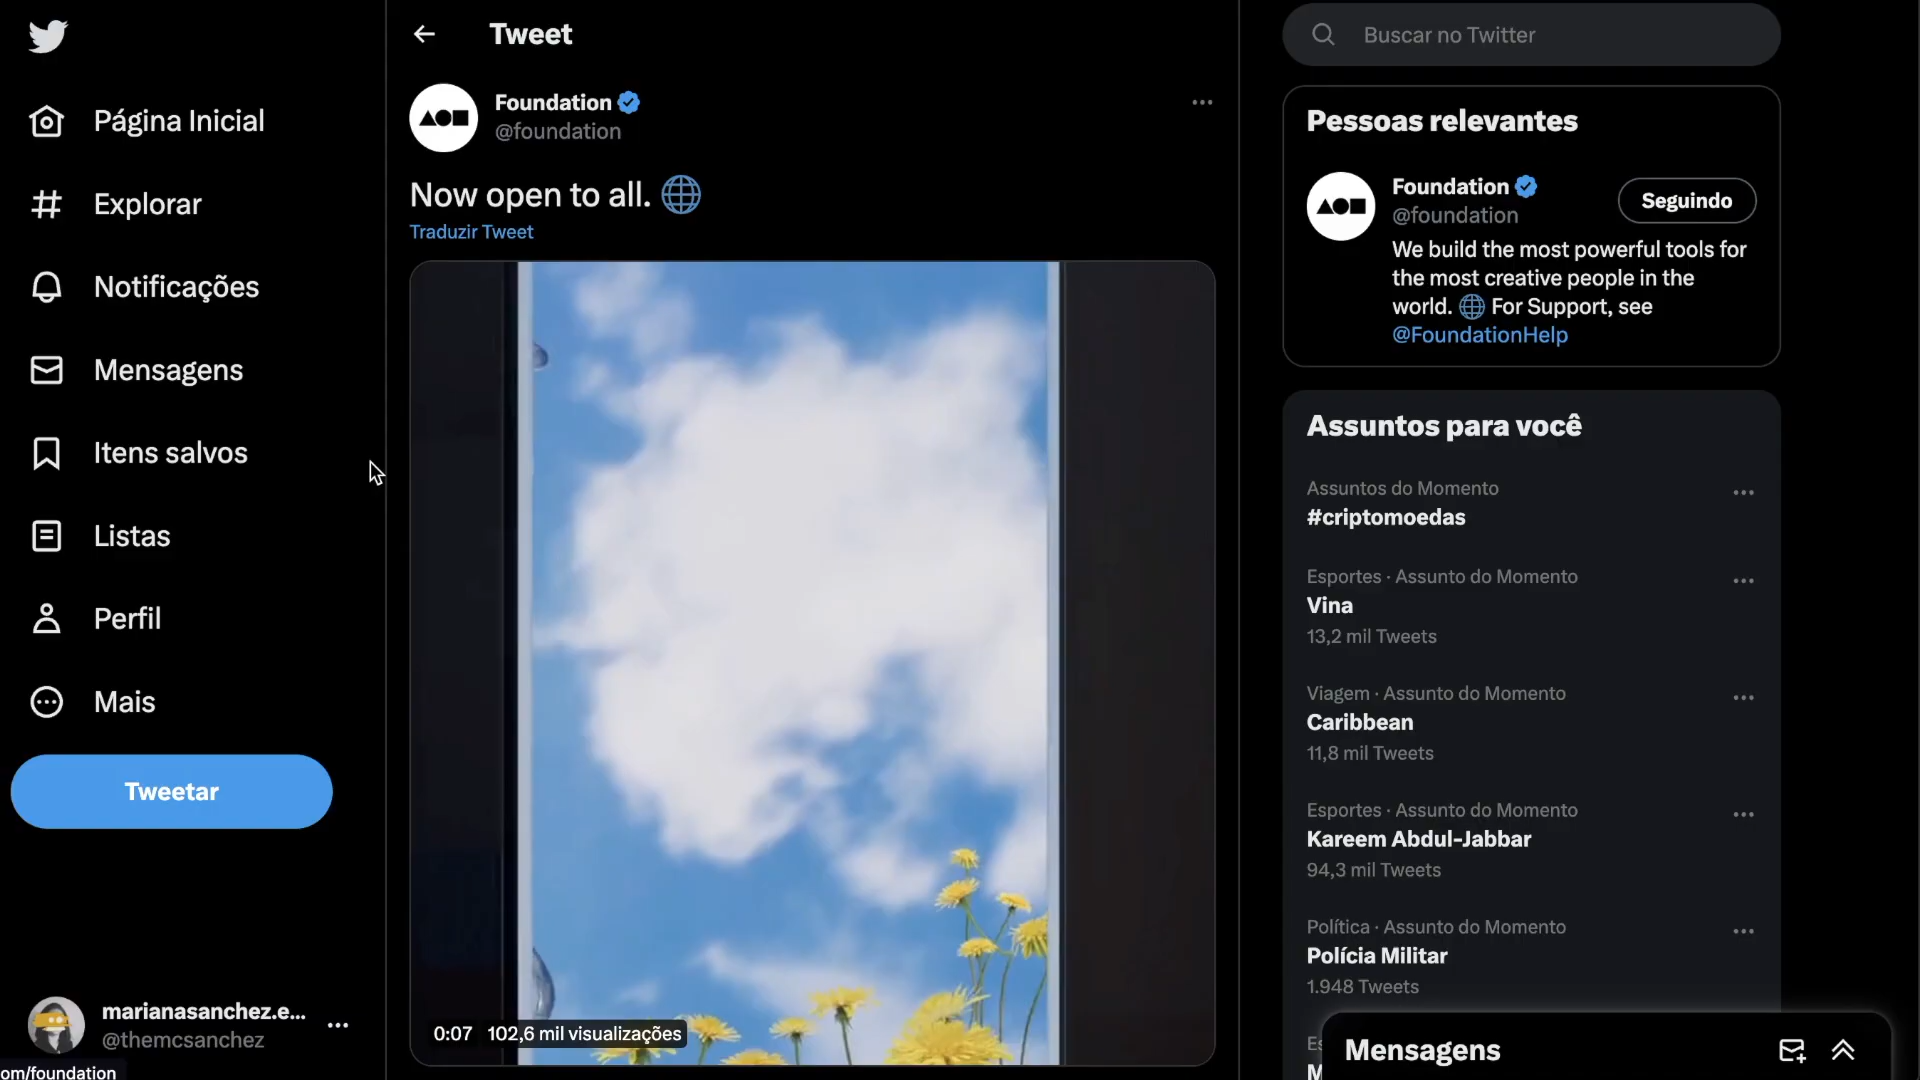 Página Inicial
Explorar
Notificações
Mensagens
Itens salvos
Listas
Perfil
Mais
Tweetar
marianasanchez.e...
@themcsanchez
om/foundation
Tweet
Foundation
@foundation
Now open to all.
Traduzir Tweet
0:07 102,6 mil visualizações
Buscar no Twitter
Pessoas relevantes
Foundation
@foundation
Seguindo
We build the most powerful tools for
the most creative people in the
world. For Support, see
@FoundationHelp
Assuntos para você
Assuntos do Momento
#criptomoedas
Esportes · Assunto do Momento
Vina
13,2 mil Tweets
Viagem · Assunto do Momento
Caribbean
11,8 mil Tweets
Esportes · Assunto do Momento
Kareem Abdul-Jabbar
94,3 mil Tweets
Política · Assunto do Momento
Polícia Militar
1.948 Tweets
Mensagens